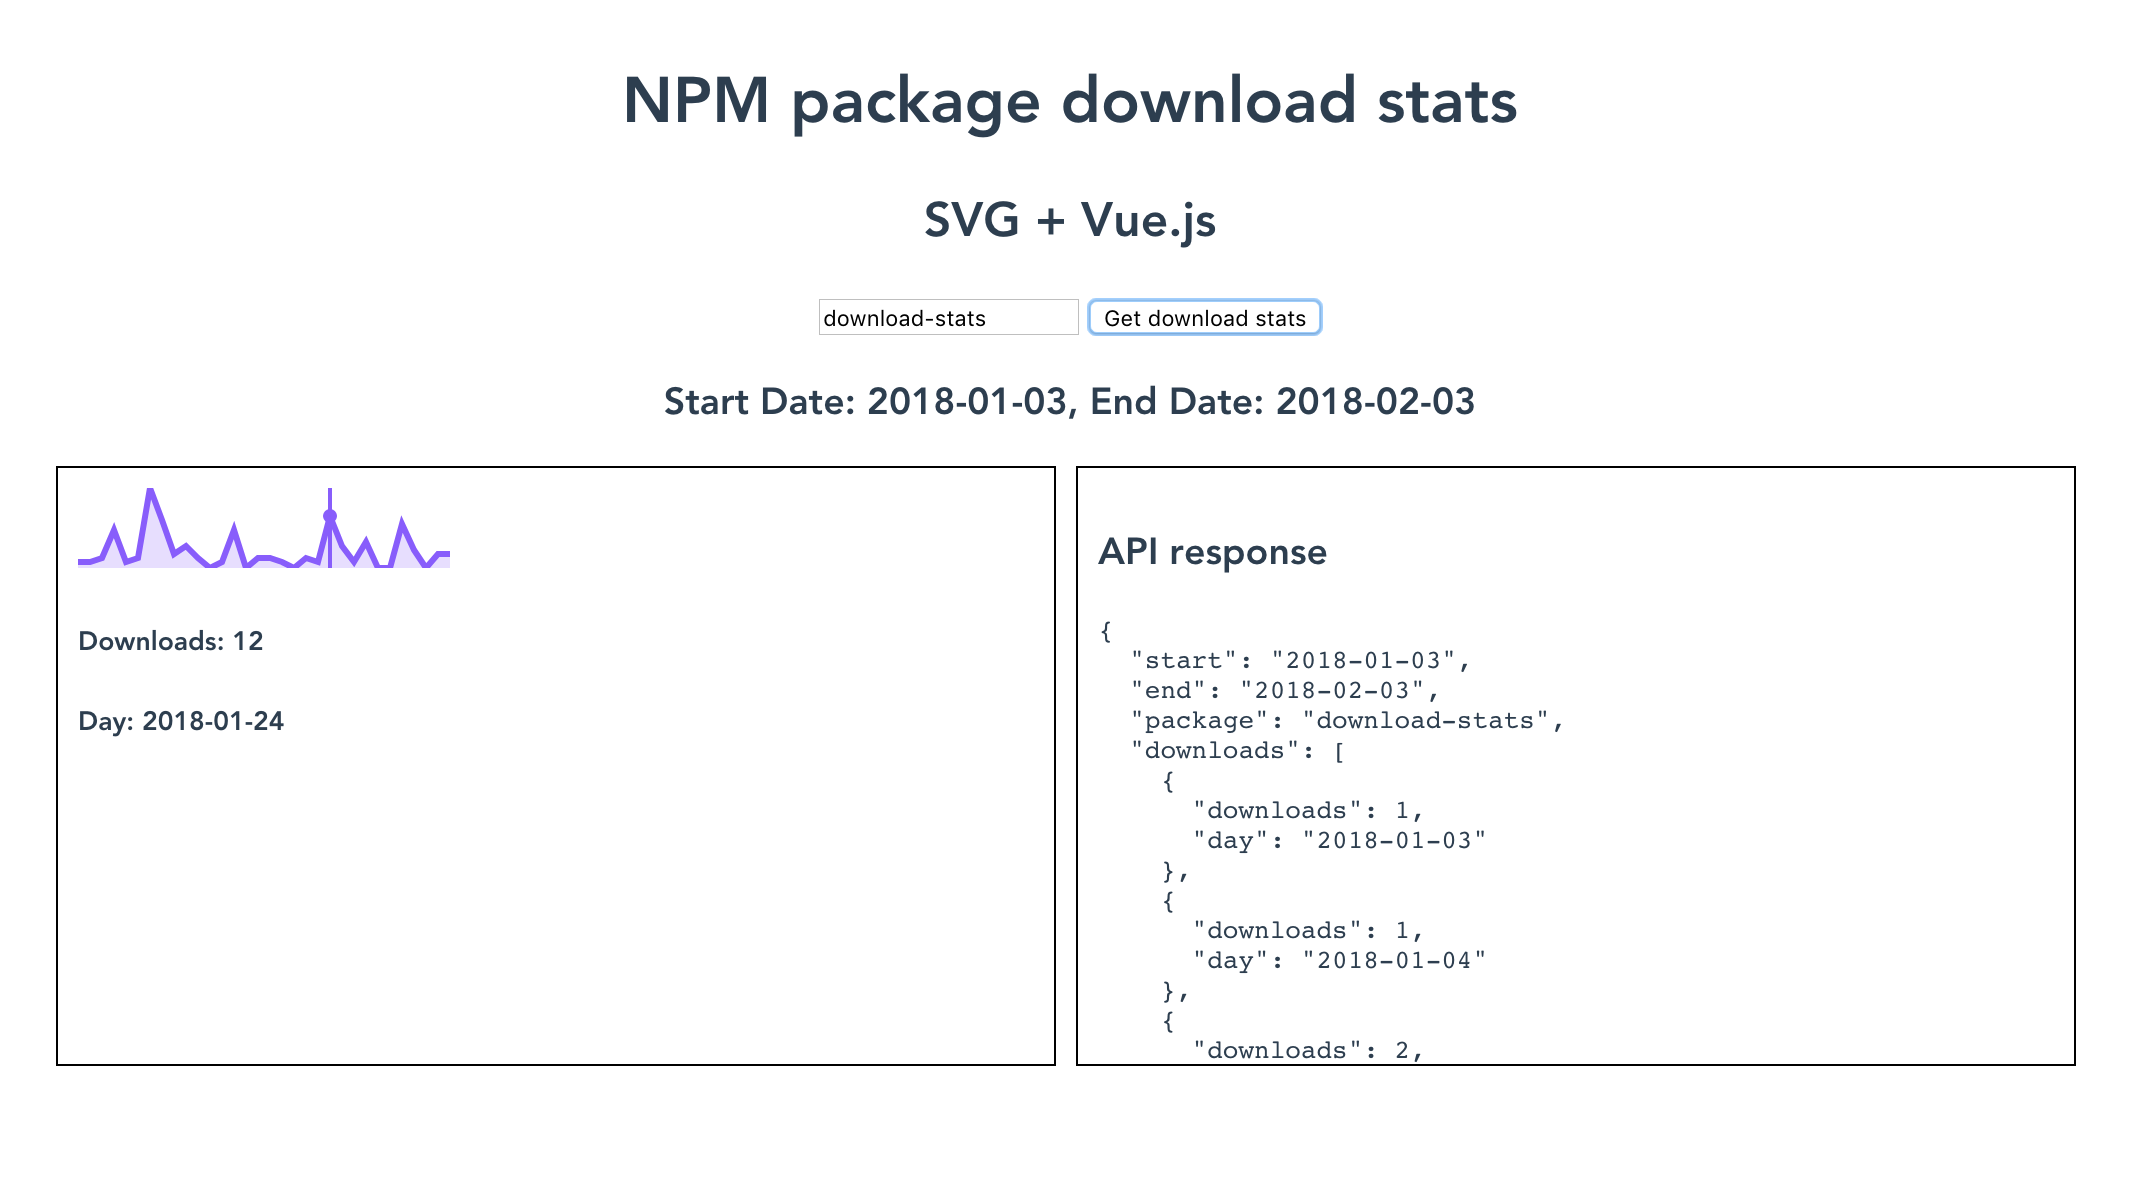 NPM package download stats
SVG + Vue.js
download-stats
Get download stats
Start Date: 2018-01-03, End Date: 2018-02-03
Downloads: 12
Day: 2018-01-24
API response
{
  "start": "2018-01-03",
  "end": "2018-02-03",
  "package": "download-stats",
  "downloads": [
    {
      "downloads": 1,
      "day": "2018-01-03"
    },
    {
      "downloads": 1,
      "day": "2018-01-04"
    },
    {
      "downloads": 2,